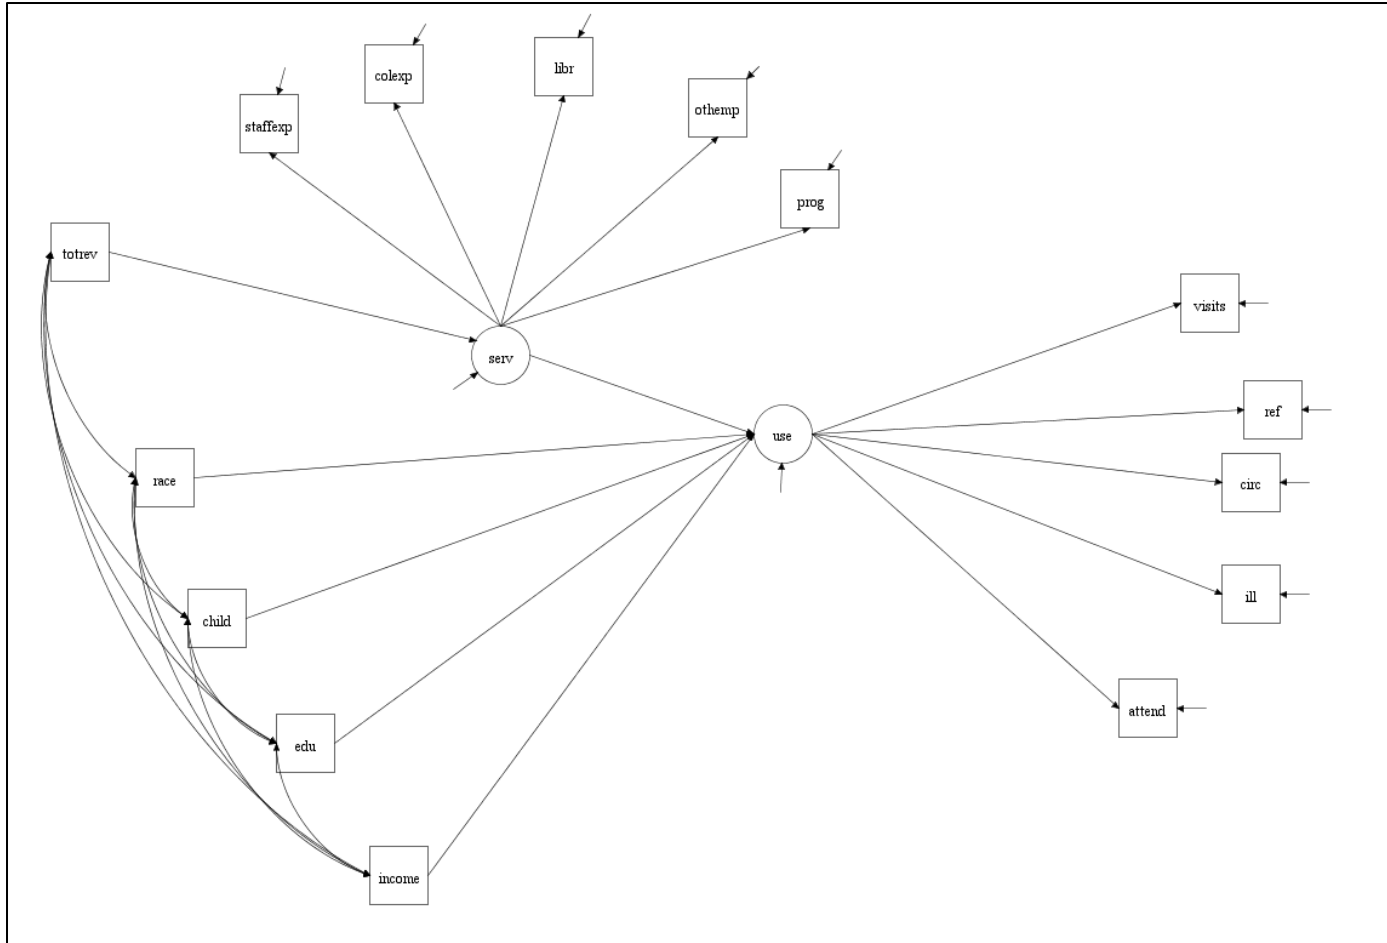 libr
colexp
othemp
staffexp
prog
totrev
visits
serv
ref
use
race
circ
ill
child
attend
edu
income